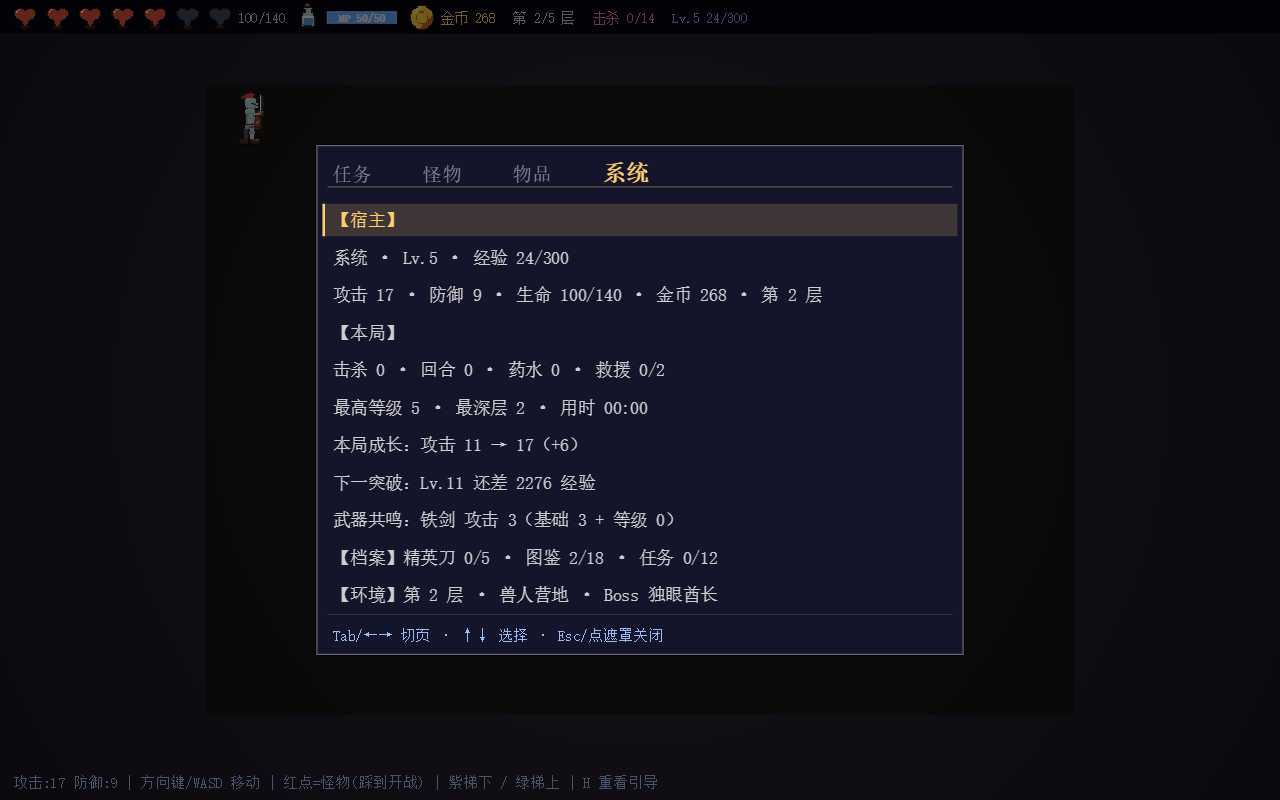 100/140 MP 50/50 金币 268 第 2/5 层 击杀 0/14 Lv.5 24/300
任务 怪物 物品 系统
【宿主】
系统 • Lv.5 • 经验 24/300
攻击 17 • 防御 9 • 生命 100/140 • 金币 268 • 第 2 层
【本局】
击杀 0 • 回合 0 • 药水 0 • 救援 0/2
最高等级 5 • 最深层 2 • 用时 00:00
本局成长: 攻击 11 → 17（+6）
下一突破: Lv.11 还差 2276 经验
武器共鸣: 铁剑 攻击 3（基础 3 + 等级 0）
【档案】精英刀 0/5 • 图鉴 2/18 • 任务 0/12
【环境】第 2 层 • 兽人营地 • Boss 独眼酋长
Tab/←→ 切页 · ↑↓ 选择 · Esc/点遮罩关闭
攻击:17 防御:9 | 方向键/WASD 移动 | 红点=怪物(踩到开战) | 紫梯下 / 绿梯上 | H 重看引导